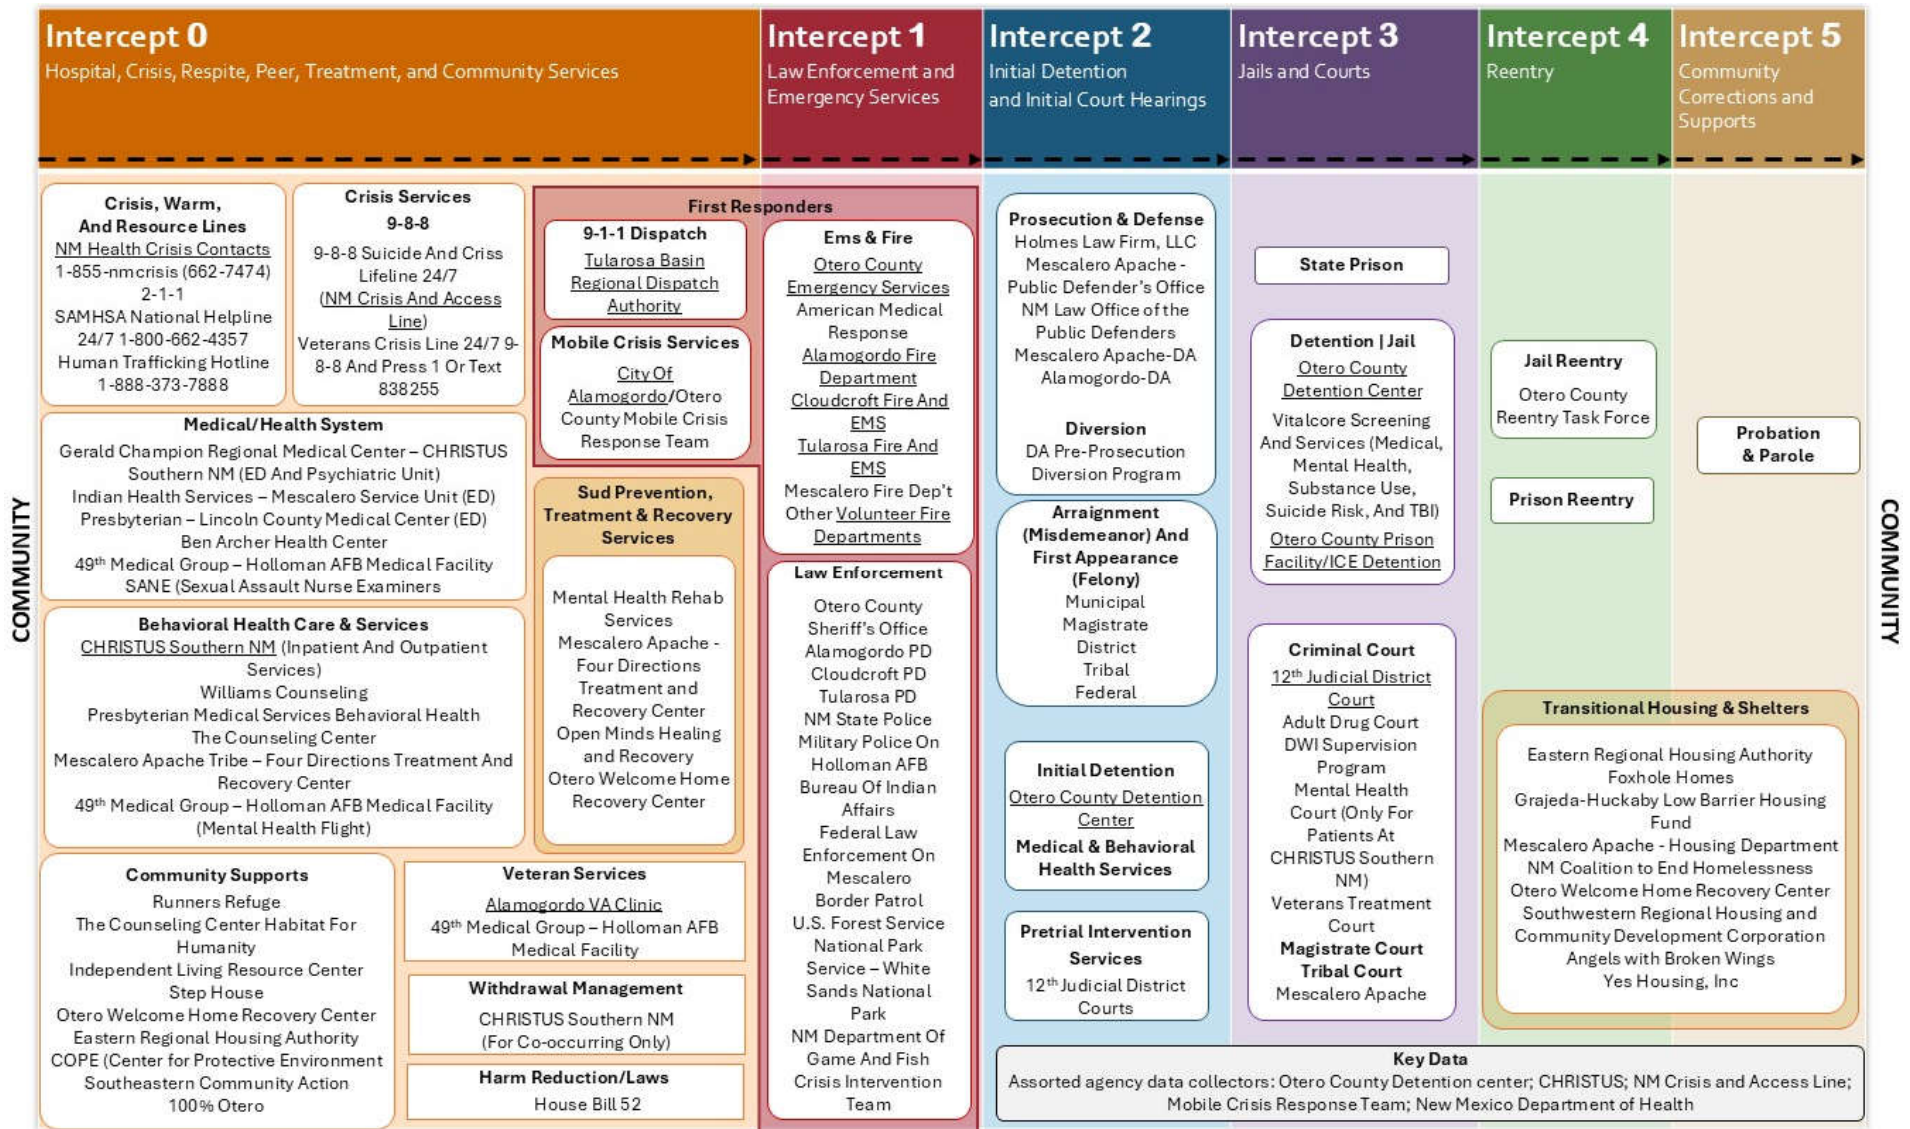 Intercept 0
Hospital, Crisis, Respite, Peer, Treatment, and Community Services
Intercept 1
Law Enforcement and
Emergency Services
Intercept 2
Initial Detention
and Initial Court Hearings
Intercept 3
Jails and Courts
Intercept 4
Reentry
Intercept 5
Community
Corrections and
Supports
COMMUNITY
Crisis, Warm,
And Resource Lines
NM Health Crisis Contacts
1-855-nmcrisis (662-7474)
2-1-1
SAMHSA National Helpline
24/7 1-800-662-4357
Human Trafficking Hotline
1-888-373-7888
Crisis Services
9-8-8
9-8-8 Suicide And Criss
Lifeline 24/7
(NM Crisis And Access
Line)
Veterans Crisis Line 24/7 9-
8-8 And Press 1 Or Text
838255
Medical/Health System
Gerald Champion Regional Medical Center – CHRISTUS
Southern NM (ED And Psychiatric Unit)
Indian Health Services – Mescalero Service Unit (ED)
Presbyterian – Lincoln County Medical Center (ED)
Ben Archer Health Center
49th Medical Group – Holloman AFB Medical Facility
SANE (Sexual Assault Nurse Examiners
Behavioral Health Care & Services
CHRISTUS Southern NM (Inpatient And Outpatient
Services)
Williams Counseling
Presbyterian Medical Services Behavioral Health
The Counseling Center
Mescalero Apache Tribe – Four Directions Treatment And
Recovery Center
49th Medical Group – Holloman AFB Medical Facility
(Mental Health Flight)
Community Supports
Runners Refuge
The Counseling Center Habitat For
Humanity
Independent Living Resource Center
Step House
Otero Welcome Home Recovery Center
Eastern Regional Housing Authority
COPE (Center for Protective Environment
Southeastern Community Action
100% Otero
First Responders
9-1-1 Dispatch
Tularosa Basin
Regional Dispatch
Authority
Mobile Crisis Services
City Of
Alamogordo/Otero
County Mobile Crisis
Response Team
Sud Prevention,
Treatment & Recovery
Services
Mental Health Rehab
Services
Mescalero Apache -
Four Directions
Treatment and
Recovery Center
Open Minds Healing
and Recovery
Otero Welcome Home
Recovery Center
Veteran Services
Alamogordo VA Clinic
49th Medical Group – Holloman AFB
Medical Facility
Withdrawal Management
CHRISTUS Southern NM
(For Co-occurring Only)
Harm Reduction/Laws
House Bill 52
Ems & Fire
Otero County
Emergency Services
American Medical
Response
Alamogordo Fire
Department
Cloudcroft Fire And
EMS
Tularosa Fire And
EMS
Mescalero Fire Dep't
Other Volunteer Fire
Departments
Law Enforcement
Otero County
Sheriff's Office
Alamogordo PD
Cloudcroft PD
Tularosa PD
NM State Police
Military Police On
Holloman AFB
Bureau Of Indian
Affairs
Federal Law
Enforcement On
Mescalero
Border Patrol
U.S. Forest Service
National Park
Service – White
Sands National
Park
NM Department Of
Game And Fish
Crisis Intervention
Team
Prosecution & Defense
Holmes Law Firm, LLC
Mescalero Apache -
Public Defender's Office
NM Law Office of the
Public Defenders
Mescalero Apache-DA
Alamogordo-DA
Diversion
DA Pre-Prosecution
Diversion Program
Arraignment
(Misdemeanor) And
First Appearance
(Felony)
Municipal
Magistrate
District
Tribal
Federal
Initial Detention
Otero County Detention
Center
Medical & Behavioral
Health Services
Pretrial Intervention
Services
12th Judicial District
Courts
State Prison
Detention | Jail
Otero County
Detention Center
Vitalcore Screening
And Services (Medical,
Mental Health,
Substance Use,
Suicide Risk, And TBI)
Otero County Prison
Facility/ICE Detention
Criminal Court
12th Judicial District
Court
Adult Drug Court
DWI Supervision
Program
Mental Health
Court (Only For
Patients At
CHRISTUS Southern
NM)
Veterans Treatment
Court
Magistrate Court
Tribal Court
Mescalero Apache
Jail Reentry
Otero County
Reentry Task Force
Prison Reentry
Probation
& Parole
Transitional Housing & Shelters
Eastern Regional Housing Authority
Foxhole Homes
Grajeda-Huckaby Low Barrier Housing
Fund
Mescalero Apache - Housing Department
NM Coalition to End Homelessness
Otero Welcome Home Recovery Center
Southwestern Regional Housing and
Community Development Corporation
Angels with Broken Wings
Yes Housing, Inc
Key Data
Assorted agency data collectors: Otero County Detention center; CHRISTUS; NM Crisis and Access Line;
Mobile Crisis Response Team; New Mexico Department of Health
COMMUNITY